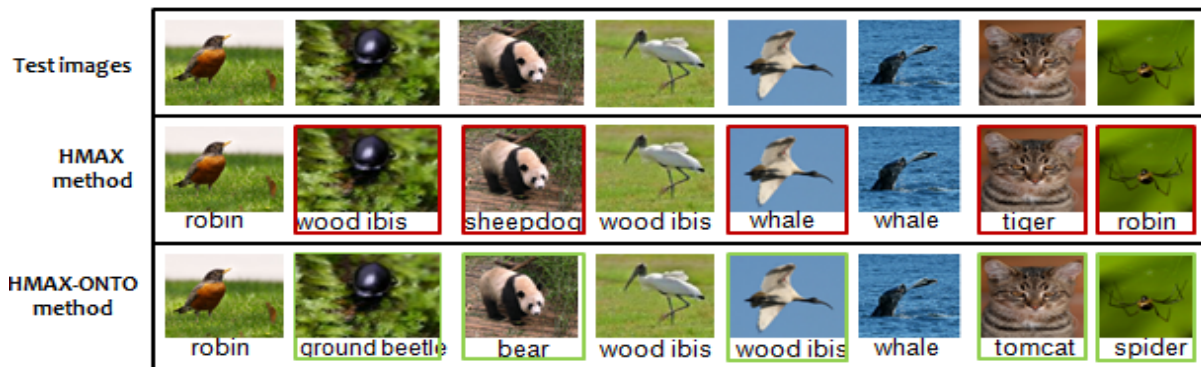 Test images
HMAX
method
robin
wood ibis
sheepdog
wood ibis
whale
whale
tiger
robin
HMAX-ONTO
method
robin
ground beetle
bear
wood ibis
wood ibis
whale
tomcat
spider